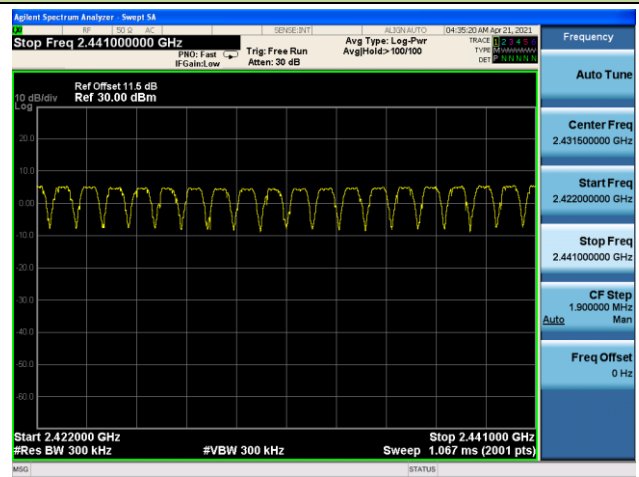 Agilent Spectrum Analyzer - Swept SA
RF 50 Ω AC SENSE:INT ALIGN AUTO 04:35:20 AM Apr 21, 2021
Stop Freq 2.441000000 GHz
PNO: Fast
IFGain:Low
Trig: Free Run
Atten: 30 dB
Avg Type: Log-Pwr
Avg|Hold>100/100
TRACE 1 2 3 4 5 6
TYPE MWWWWW
DET P N N N N N
Ref Offset 11.5 dB
10 dB/div Ref 30.00 dBm
Log
20.0
10.0
0.00
-10.0
-20.0
-30.0
-40.0
-50.0
-60.0
Start 2.422000 GHz Stop 2.441000 GHz
#Res BW 300 kHz #VBW 300 kHz Sweep 1.067 ms (2001 pts)
MSG STATUS
Frequency
Auto Tune
Center Freq
2.431500000 GHz
Start Freq
2.422000000 GHz
Stop Freq
2.441000000 GHz
CF Step
1.900000 MHz
Auto Man
Freq Offset
0 Hz